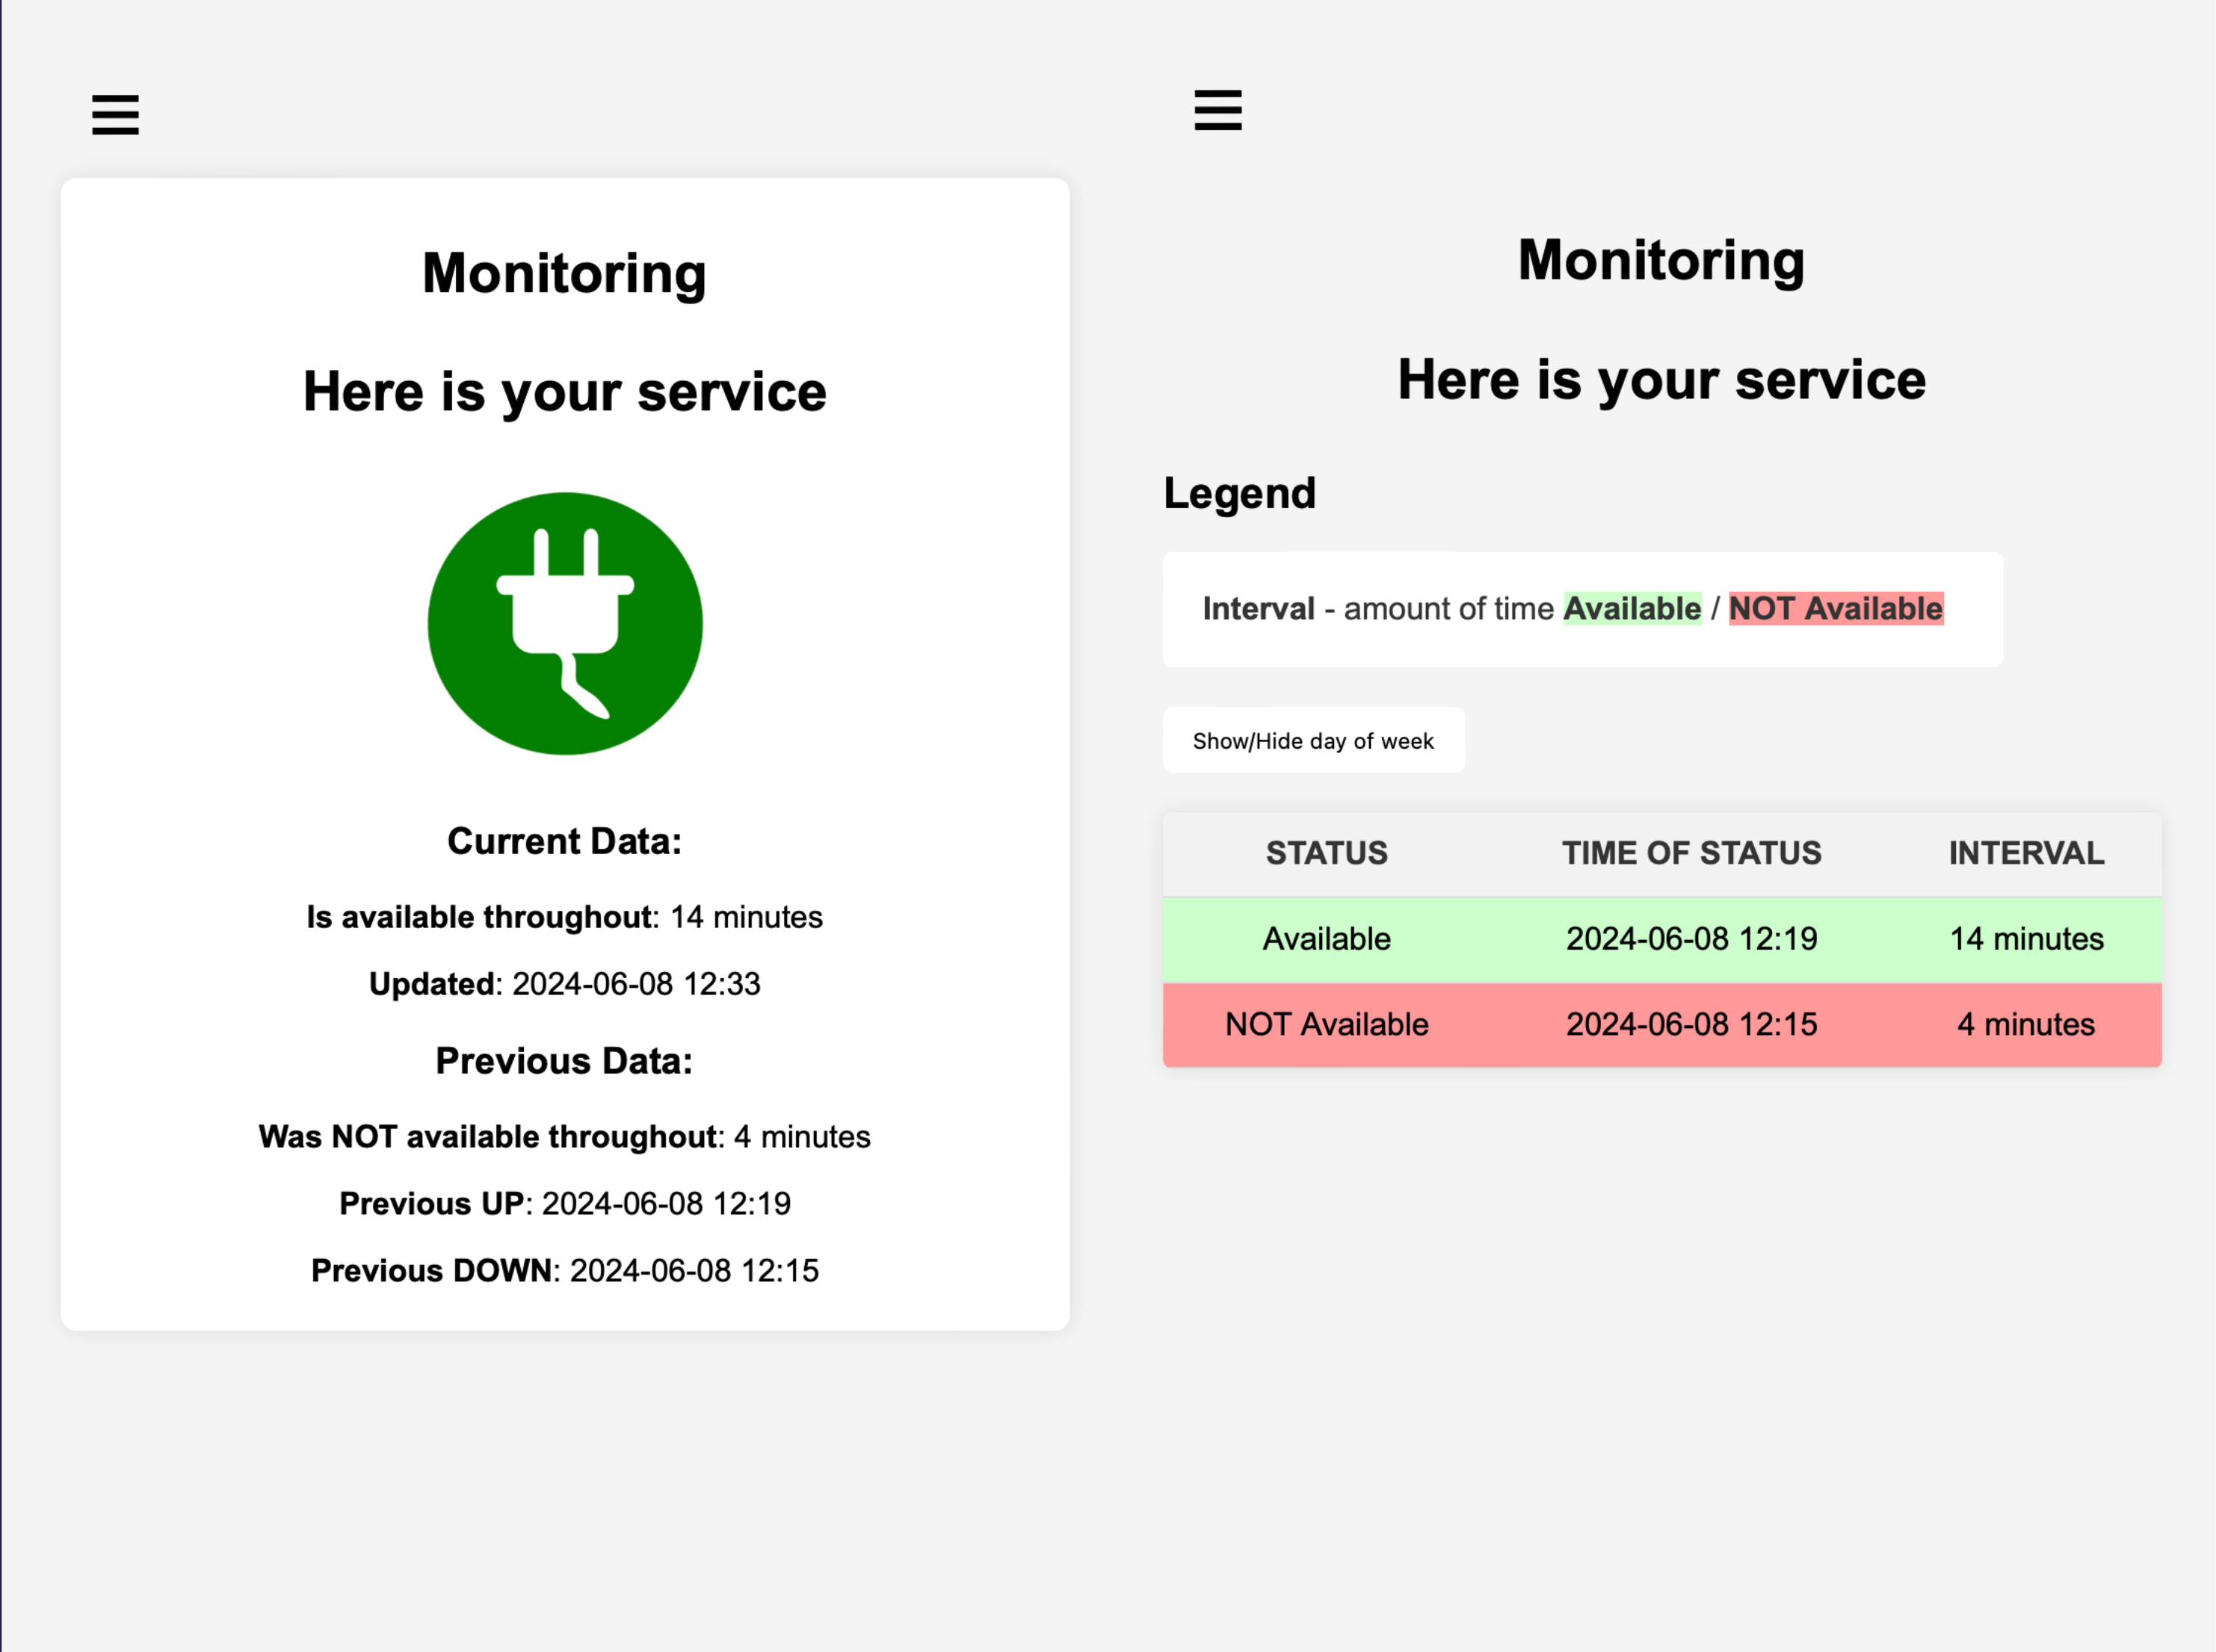 Monitoring
Here is your service
Current Data:
Is available throughout: 14 minutes
Updated: 2024-06-08 12:33
Previous Data:
Was NOT available throughout: 4 minutes
Previous UP: 2024-06-08 12:19
Previous DOWN: 2024-06-08 12:15
Monitoring
Here is your service
Legend
Interval - amount of time Available / NOT Available
Show/Hide day of week
STATUS TIME OF STATUS INTERVAL
Available 2024-06-08 12:19 14 minutes
NOT Available 2024-06-08 12:15 4 minutes